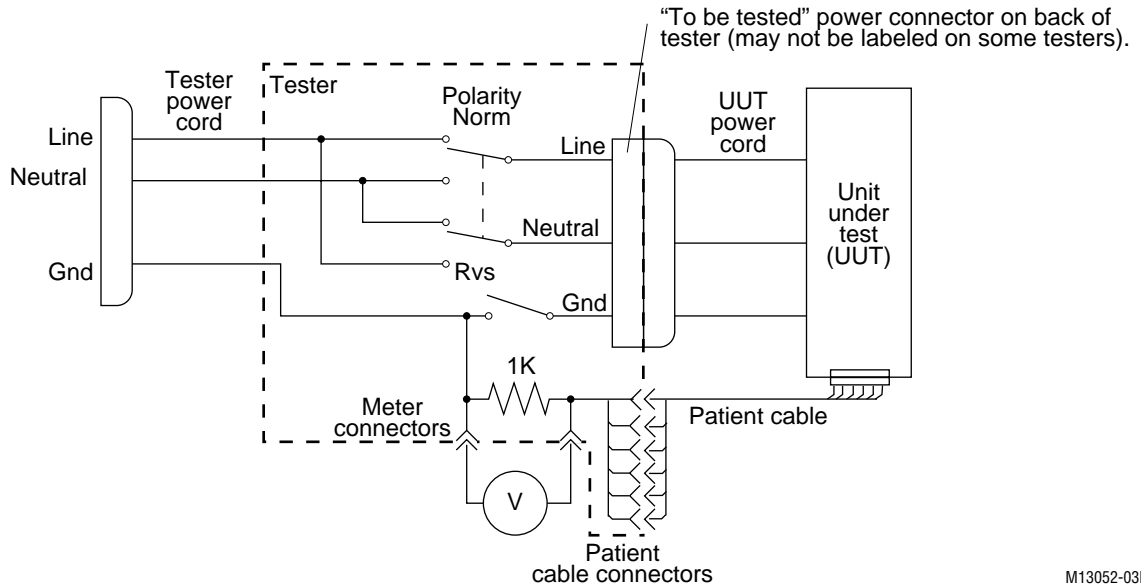 “To be tested” power connector on back of
tester (may not be labeled on some testers).
Tester
power
cord
Tester
Polarity
Norm
UUT
power
cord
Line
Line
Neutral
Unit
under
test
(UUT)
Neutral
Gnd
Rvs
Gnd
1K
Meter
connectors
Patient cable
V
Patient
cable connectors